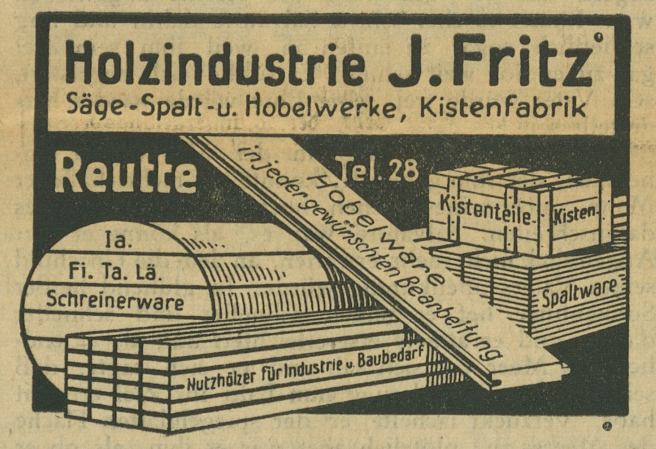 Holzindustrie J. Fritz
Säge-Spalt-u. Hobelwerke, Kistenfabrik
Reutte
Tel. 28
Hobelware
in jeder gewünschten Bearbeitung
Kistenteile
Kisten
Ia.
Fi. Ta. Lä.
Schreinerware
Spaltware
Nutzhölzer für Industrie u. Baubedarf